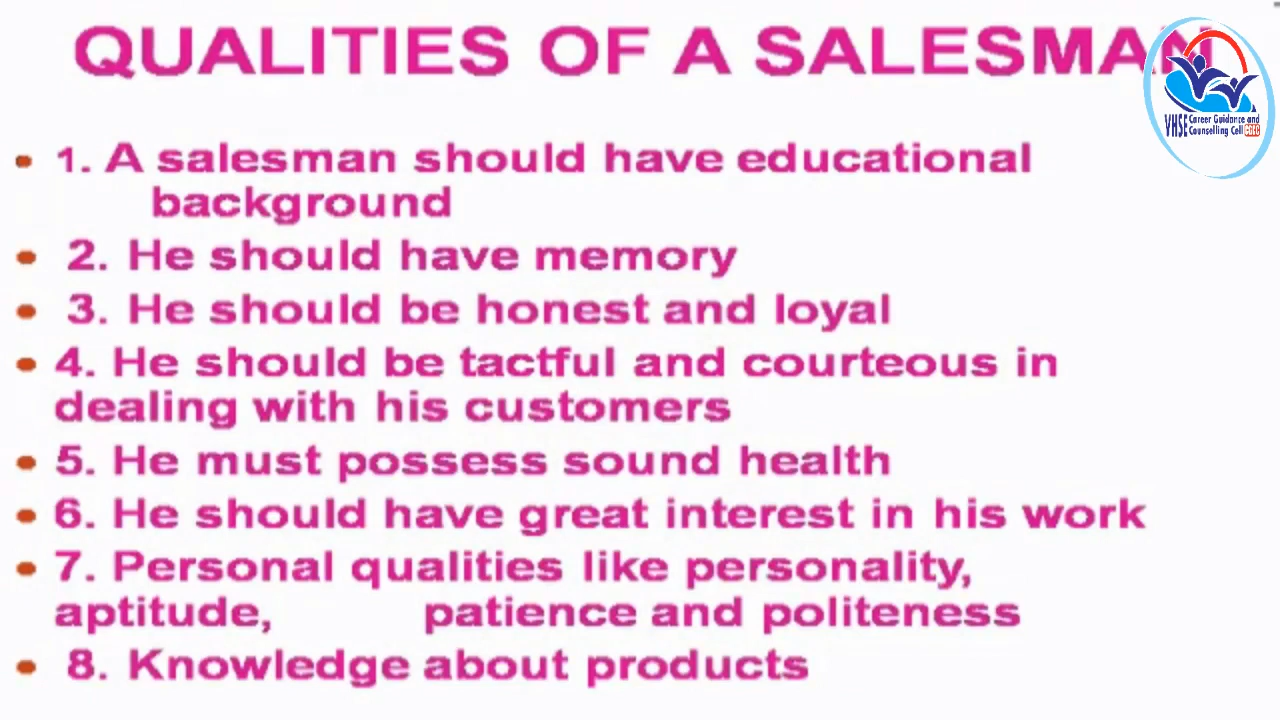 QUALITIES OF A SALESMAN
VHSE Career Guidance and
Counselling Cell CGCC
• 1. A salesman should have educational
background
• 2. He should have memory
• 3. He should be honest and loyal
• 4. He should be tactful and courteous in
dealing with his customers
• 5. He must possess sound health
• 6. He should have great interest in his work
• 7. Personal qualities like personality,
aptitude, patience and politeness
• 8. Knowledge about products